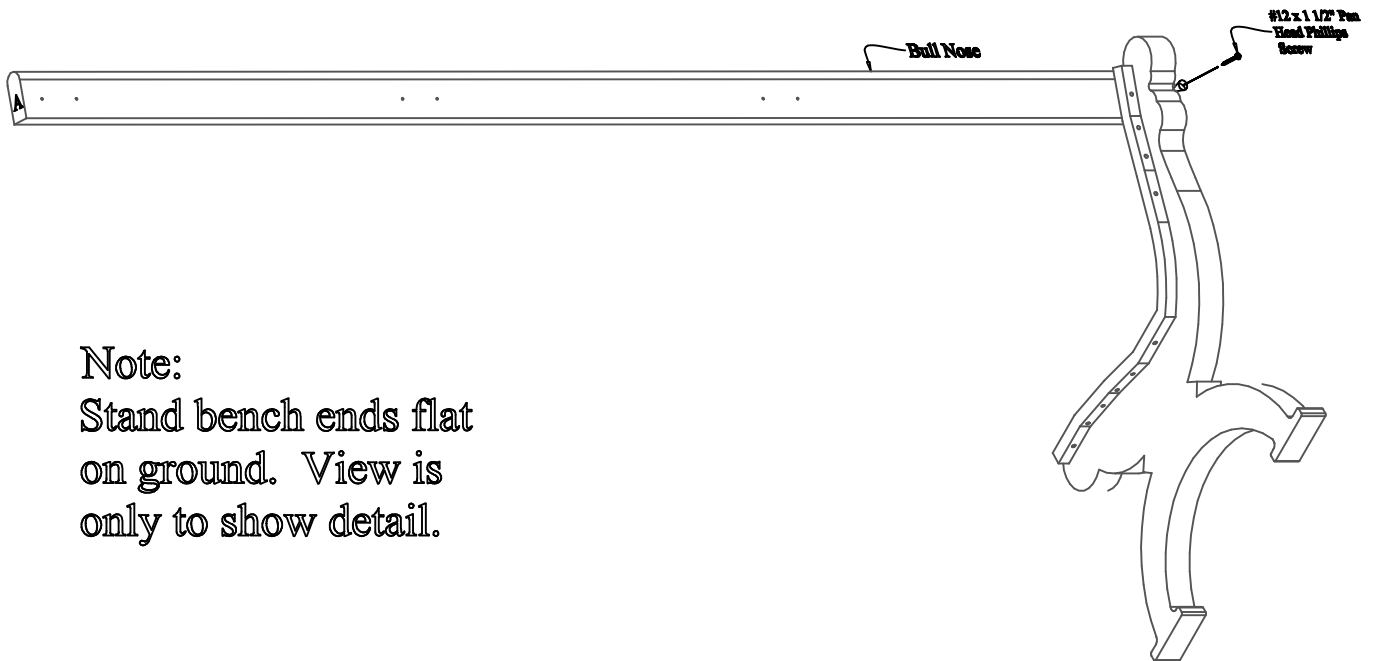 #12 x 1 1/2" Pan
Head Phillips
Screw
Bull Nose
A
Note:
Stand bench ends flat
on ground. View is
only to show detail.